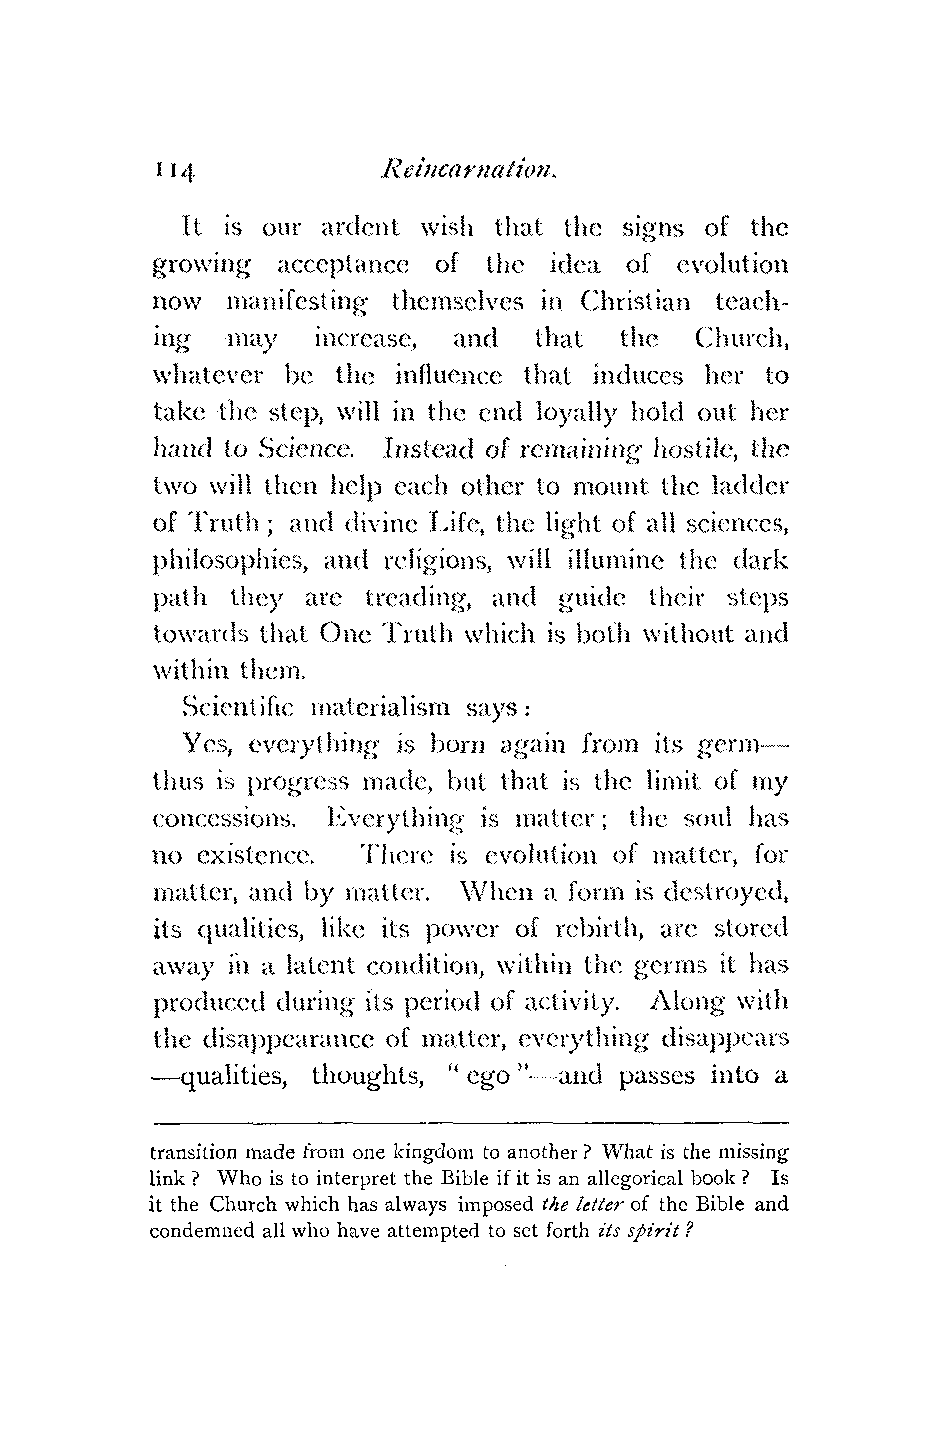 114 Reincarnation.
It is our ardent wish that the signs of the
growing acceptance of the idea of evolution
now manifesting themselves in Christian teach-
ing may increase, and that the Church,
whatever be the influence that induces her to
take the step, will in the end loyally hold out her
hand to Science. Instead of remaining hostile, the
two will then help each other to mount the ladder
of Truth ; and divine Life, the light of all sciences,
philosophies, and religions, will illumine the dark
path they are treading, and guide their steps
towards that One Truth which is both without and
within them.
Scientific materialism says :
Yes, everything is born again from its germ—
thus is progress made, but that is the limit of my
concessions. Everything is matter ; the soul has
no existence. There is evolution of matter, for
matter, and by matter. When a form is destroyed,
its qualities, like its power of rebirth, are stored
away in a latent condition, within the germs it has
produced during its period of activity. Along with
the disappearance of matter, everything disappears
—qualities, thoughts, " ego "—and passes into a
transition made from one kingdom to another ? What is the missing
link ? Who is to interpret the Bible if it is an allegorical book ? Is
it the Church which has always imposed the letter of the Bible and
condemned all who have attempted to set forth its spirit ?